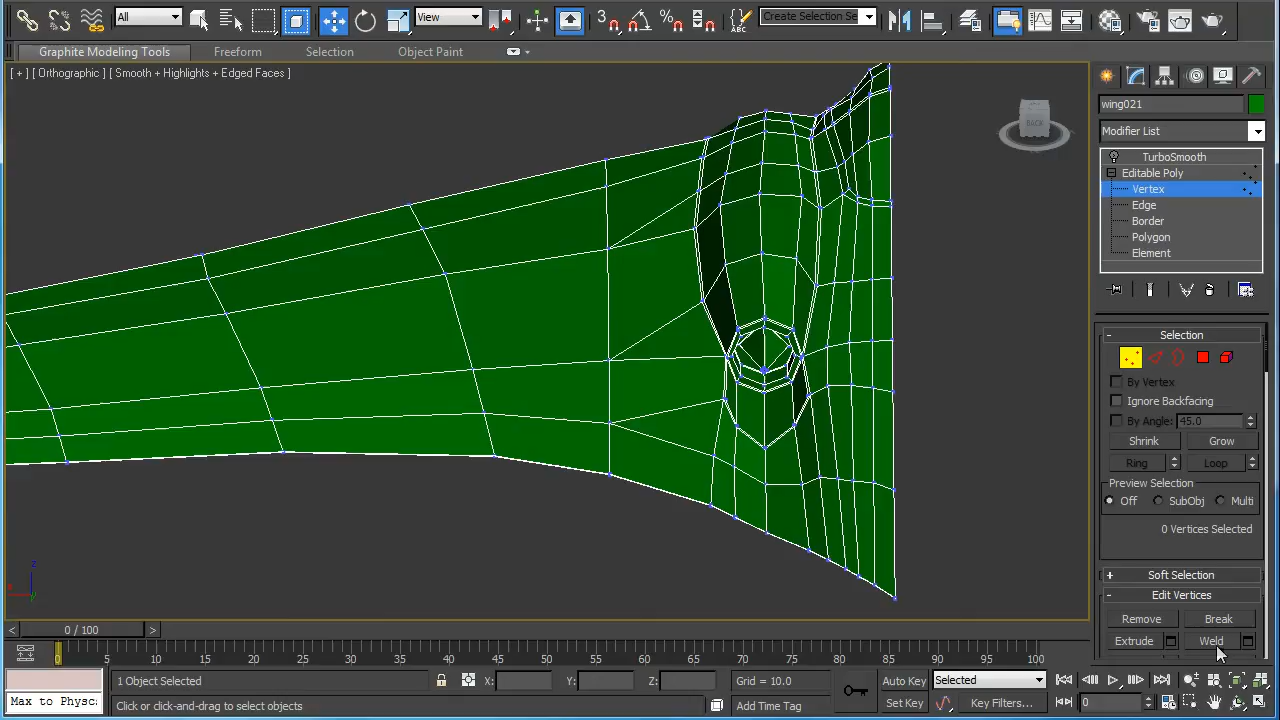 All
View
3
%
ABC
Create Selection Se
Graphite Modeling Tools
Freeform
Selection
Object Paint
[ + ] [ Orthographic ] [ Smooth + Highlights + Edged Faces ]
BACK
wing021
Modifier List
TurboSmooth
Editable Poly
Vertex
Edge
Border
Polygon
Element
- Selection
By Vertex
Ignore Backfacing
By Angle: 45.0
Shrink
Grow
Ring
Loop
Preview Selection
Off
SubObj
Multi
0 Vertices Selected
+ Soft Selection
- Edit Vertices
Remove
Break
Extrude
Weld
z
x
y
< 0 / 100 >
0 5 10 15 20 25 30 35 40 45 50 55 60 65 70 75 80 85 90 95 100
1 Object Selected
X:
Y:
Z:
Grid = 10.0
Auto Key
Selected
Max to Physc
Click or click-and-drag to select objects
Add Time Tag
Set Key
Key Filters...
0